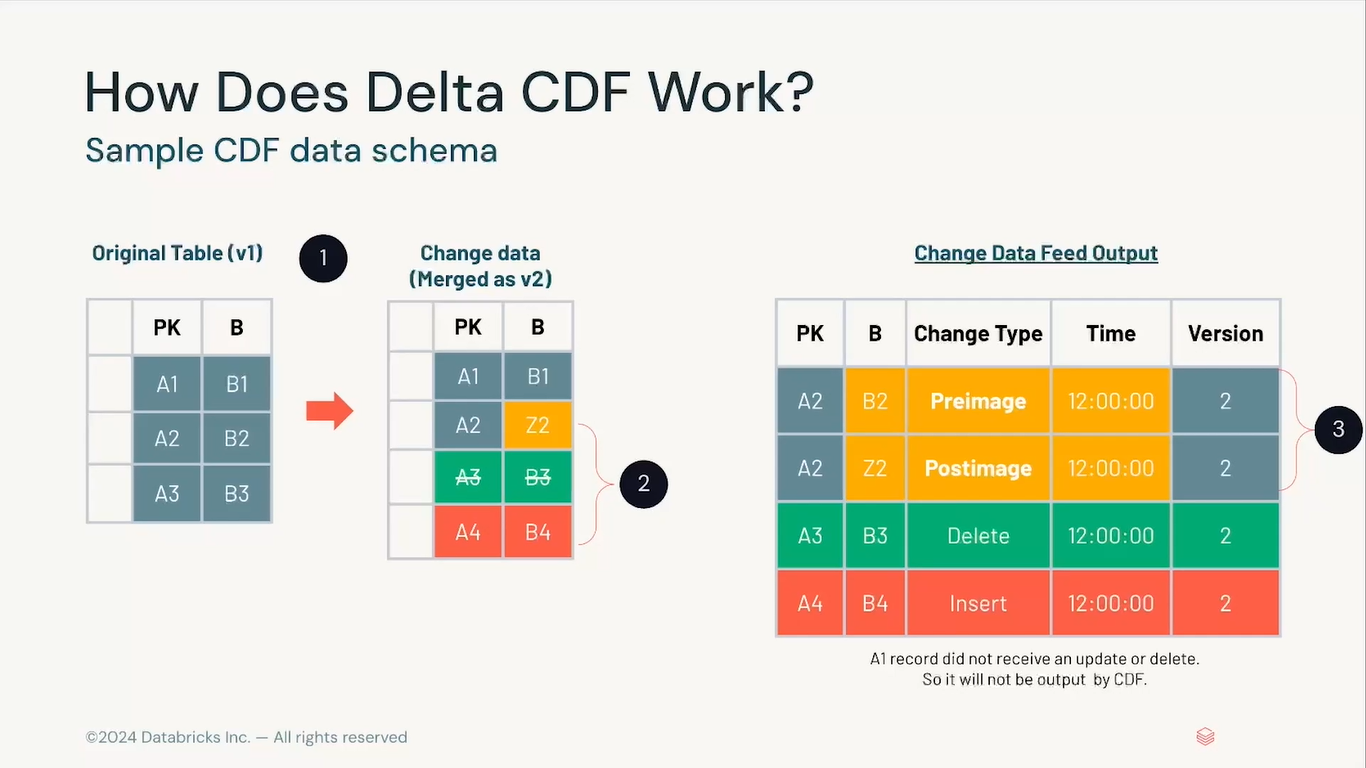 How Does Delta CDF Work?
Sample CDF data schema
Original Table (v1)
1
PK B
A1 B1
A2 B2
A3 B3
Change data
(Merged as v2)
PK B
A1 B1
A2 Z2
A3 B3
A4 B4
2
Change Data Feed Output
PK B Change Type Time Version
A2 B2 Preimage 12:00:00 2
A2 Z2 Postimage 12:00:00 2
A3 B3 Delete 12:00:00 2
A4 B4 Insert 12:00:00 2
3
A1 record did not receive an update or delete.
So it will not be output by CDF.
©2024 Databricks Inc. — All rights reserved